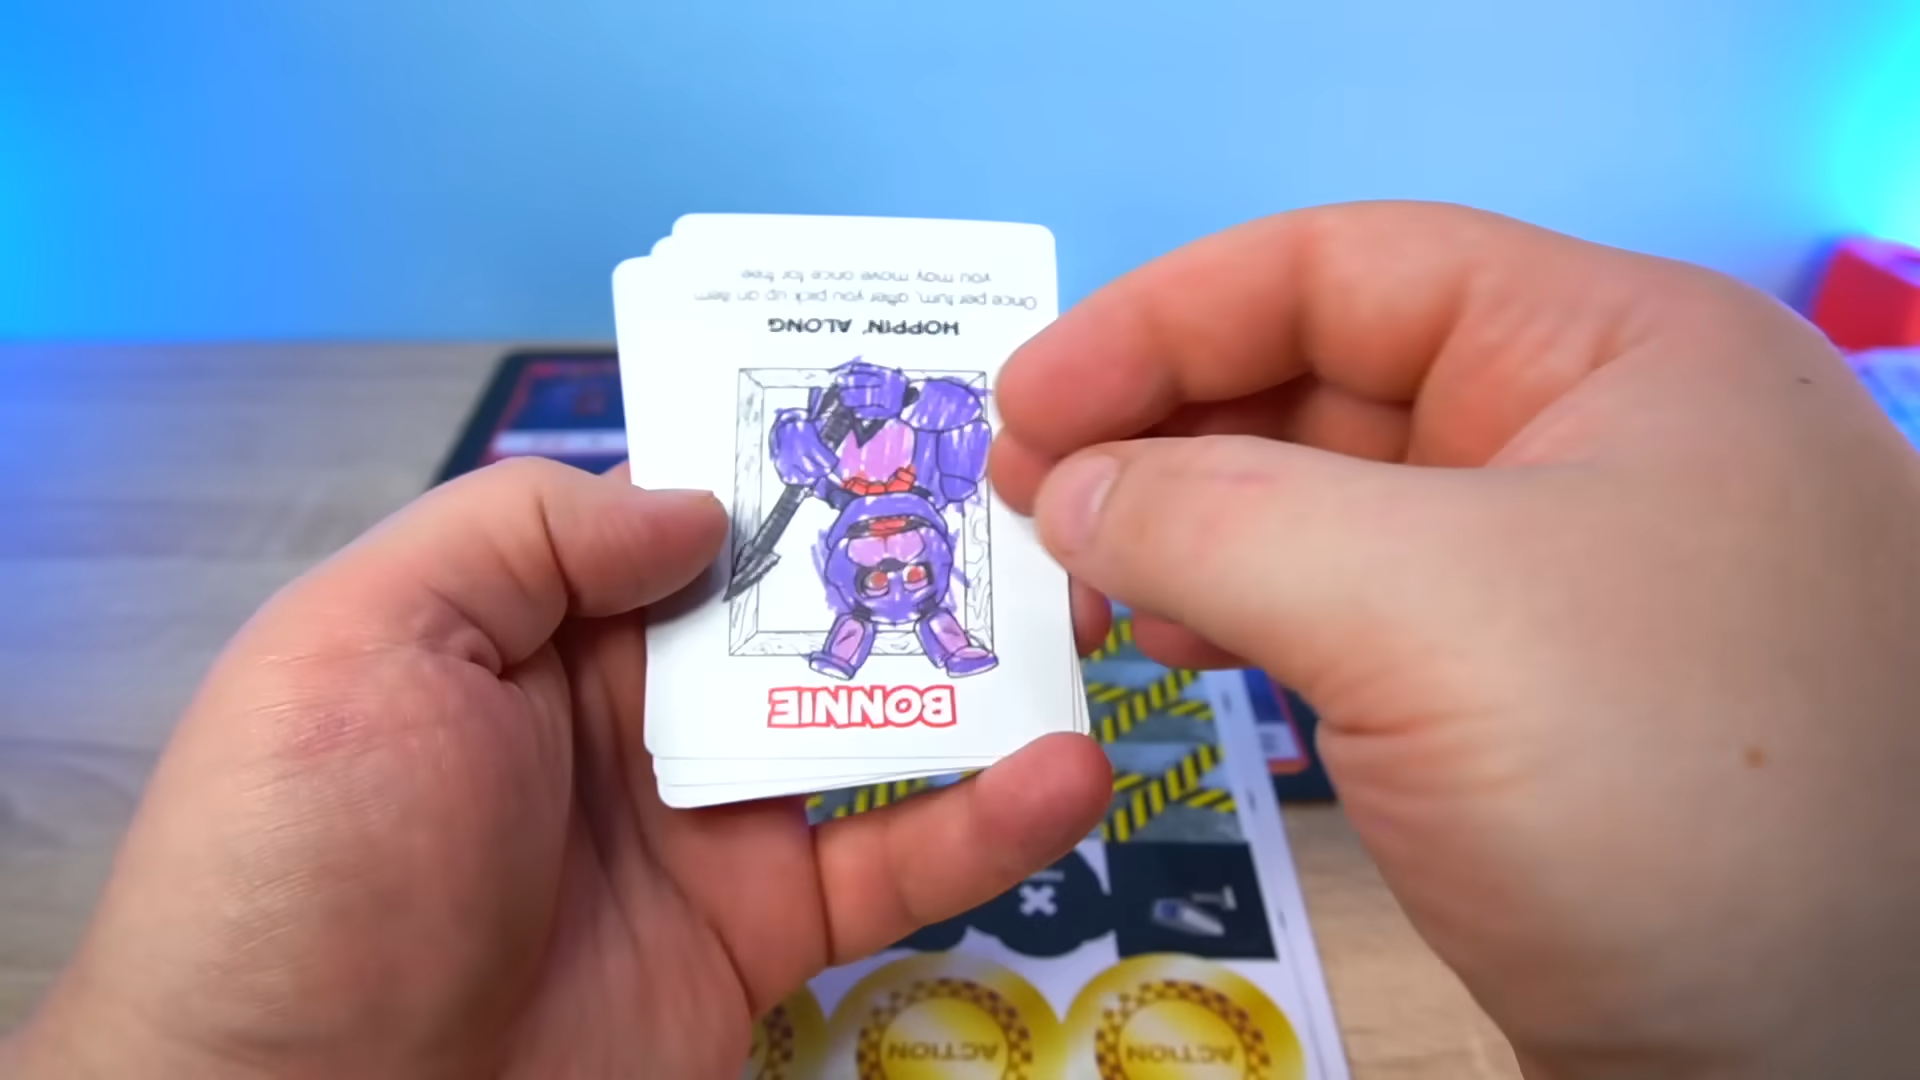 BONNIE
HOPPIN' ALONG
Once per turn, after you pick up an item
you may move once for free
ACTION
ACTION